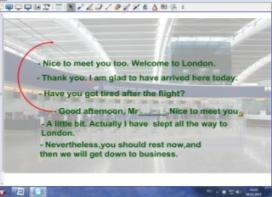 - Nice to meet you too. Welcome to London.
- Thank you. I am glad to have arrived here today.
- Have you got tired after the flight?
- Good afternoon, Mr______. Nice to meet you.
- A little bit. Actually I have slept all the way to
London.
- Nevertheless,you should rest now,and
then we will get down to business.